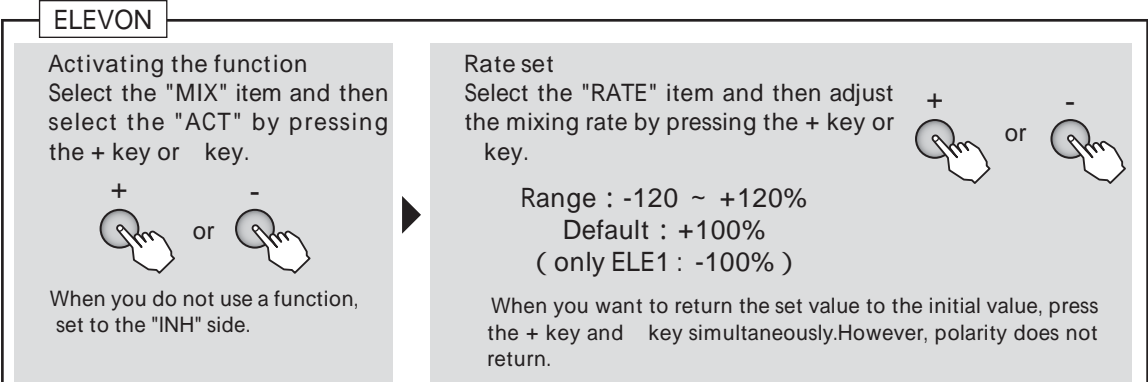 ELEVON
Activating the function
Select the "MIX" item and then
select the "ACT" by pressing
the + key or key.
+ -
or
When you do not use a function,
set to the "INH" side.
Rate set
Select the "RATE" item and then adjust
the mixing rate by pressing the + key or
key.
+ -
or
Range : -120 ~ +120%
Default : +100%
( only ELE1 : -100% )
When you want to return the set value to the initial value, press
the + key and key simultaneously.However, polarity does not
return.